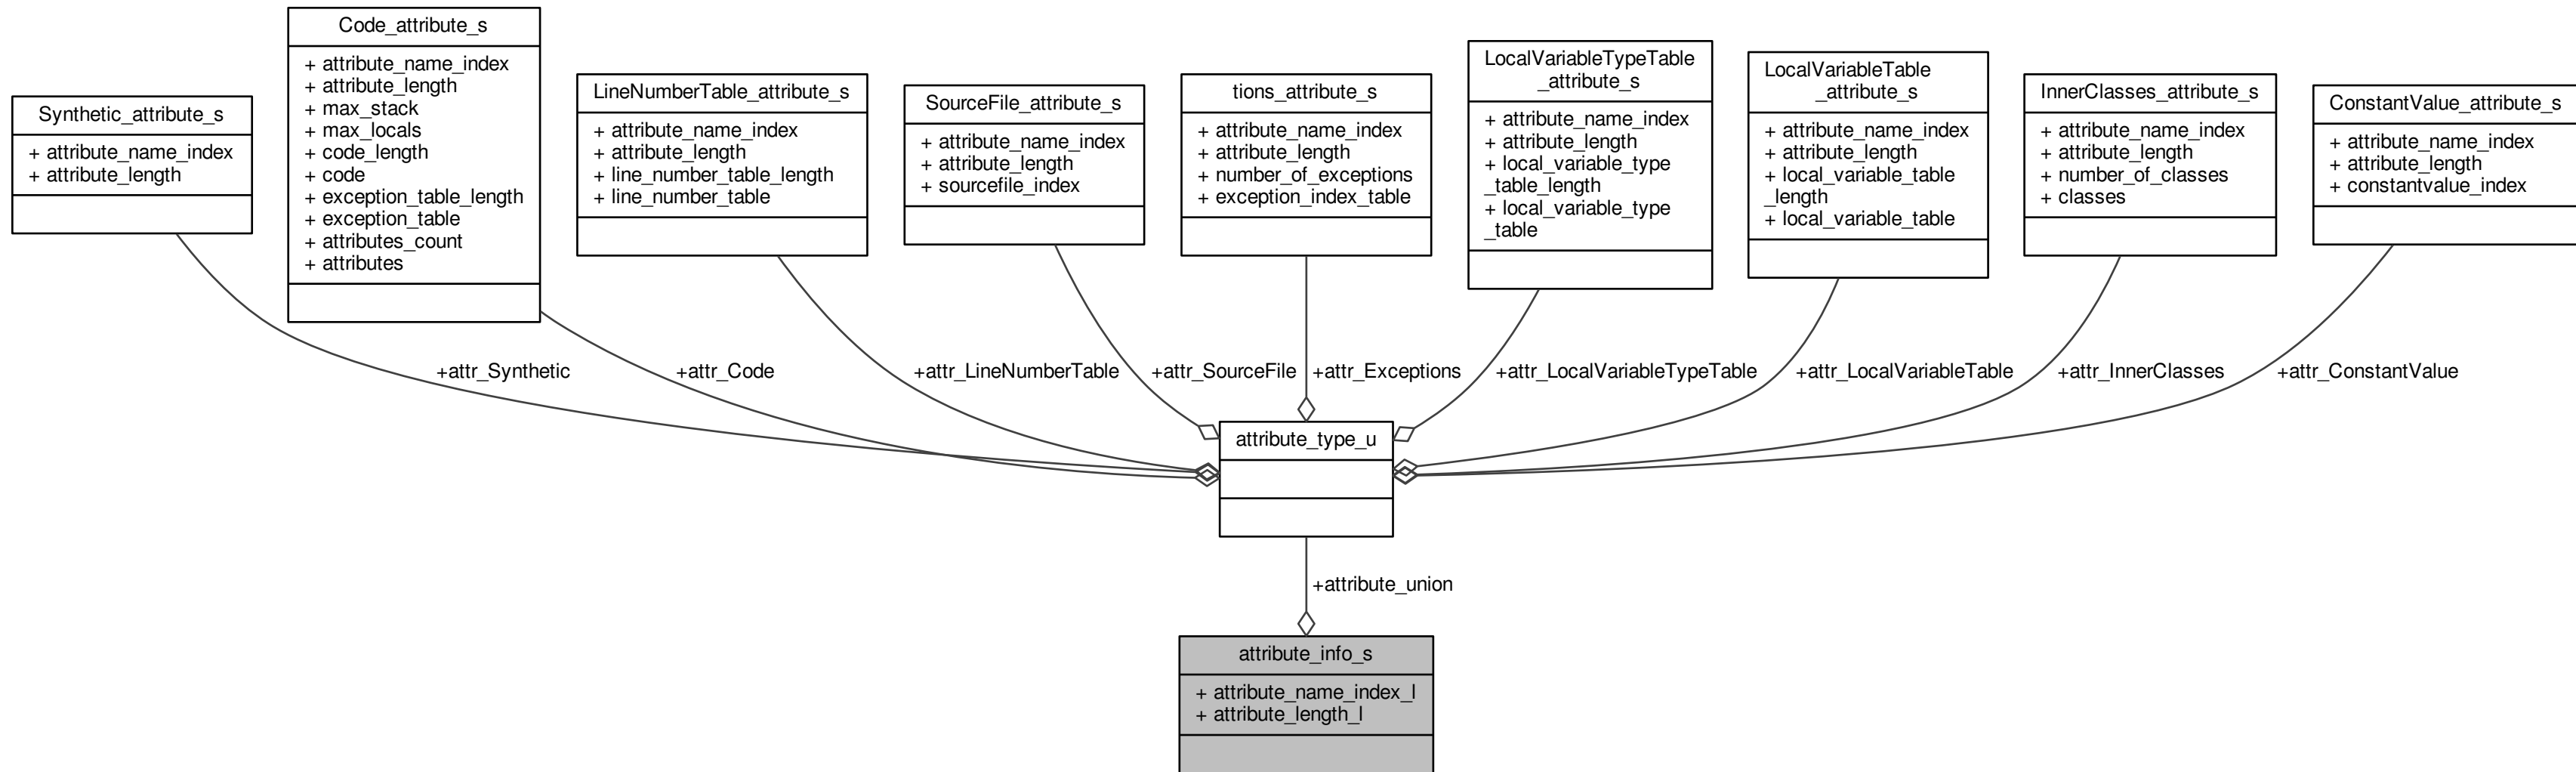 Synthetic_attribute_s
+ attribute_name_index
+ attribute_length
Code_attribute_s
+ attribute_name_index
+ attribute_length
+ max_stack
+ max_locals
+ code_length
+ code
+ exception_table_length
+ exception_table
+ attributes_count
+ attributes
LineNumberTable_attribute_s
+ attribute_name_index
+ attribute_length
+ line_number_table_length
+ line_number_table
SourceFile_attribute_s
+ attribute_name_index
+ attribute_length
+ sourcefile_index
tions_attribute_s
+ attribute_name_index
+ attribute_length
+ number_of_exceptions
+ exception_index_table
LocalVariableTypeTable
_attribute_s
+ attribute_name_index
+ attribute_length
+ local_variable_type
_table_length
+ local_variable_type
_table
LocalVariableTable
_attribute_s
+ attribute_name_index
+ attribute_length
+ local_variable_table
_length
+ local_variable_table
InnerClasses_attribute_s
+ attribute_name_index
+ attribute_length
+ number_of_classes
+ classes
ConstantValue_attribute_s
+ attribute_name_index
+ attribute_length
+ constantvalue_index
+attr_Synthetic
+attr_Code
+attr_LineNumberTable
+attr_SourceFile
+attr_Exceptions
+attr_LocalVariableTypeTable
+attr_LocalVariableTable
+attr_InnerClasses
+attr_ConstantValue
attribute_type_u
+attribute_union
attribute_info_s
+ attribute_name_index_l
+ attribute_length_l